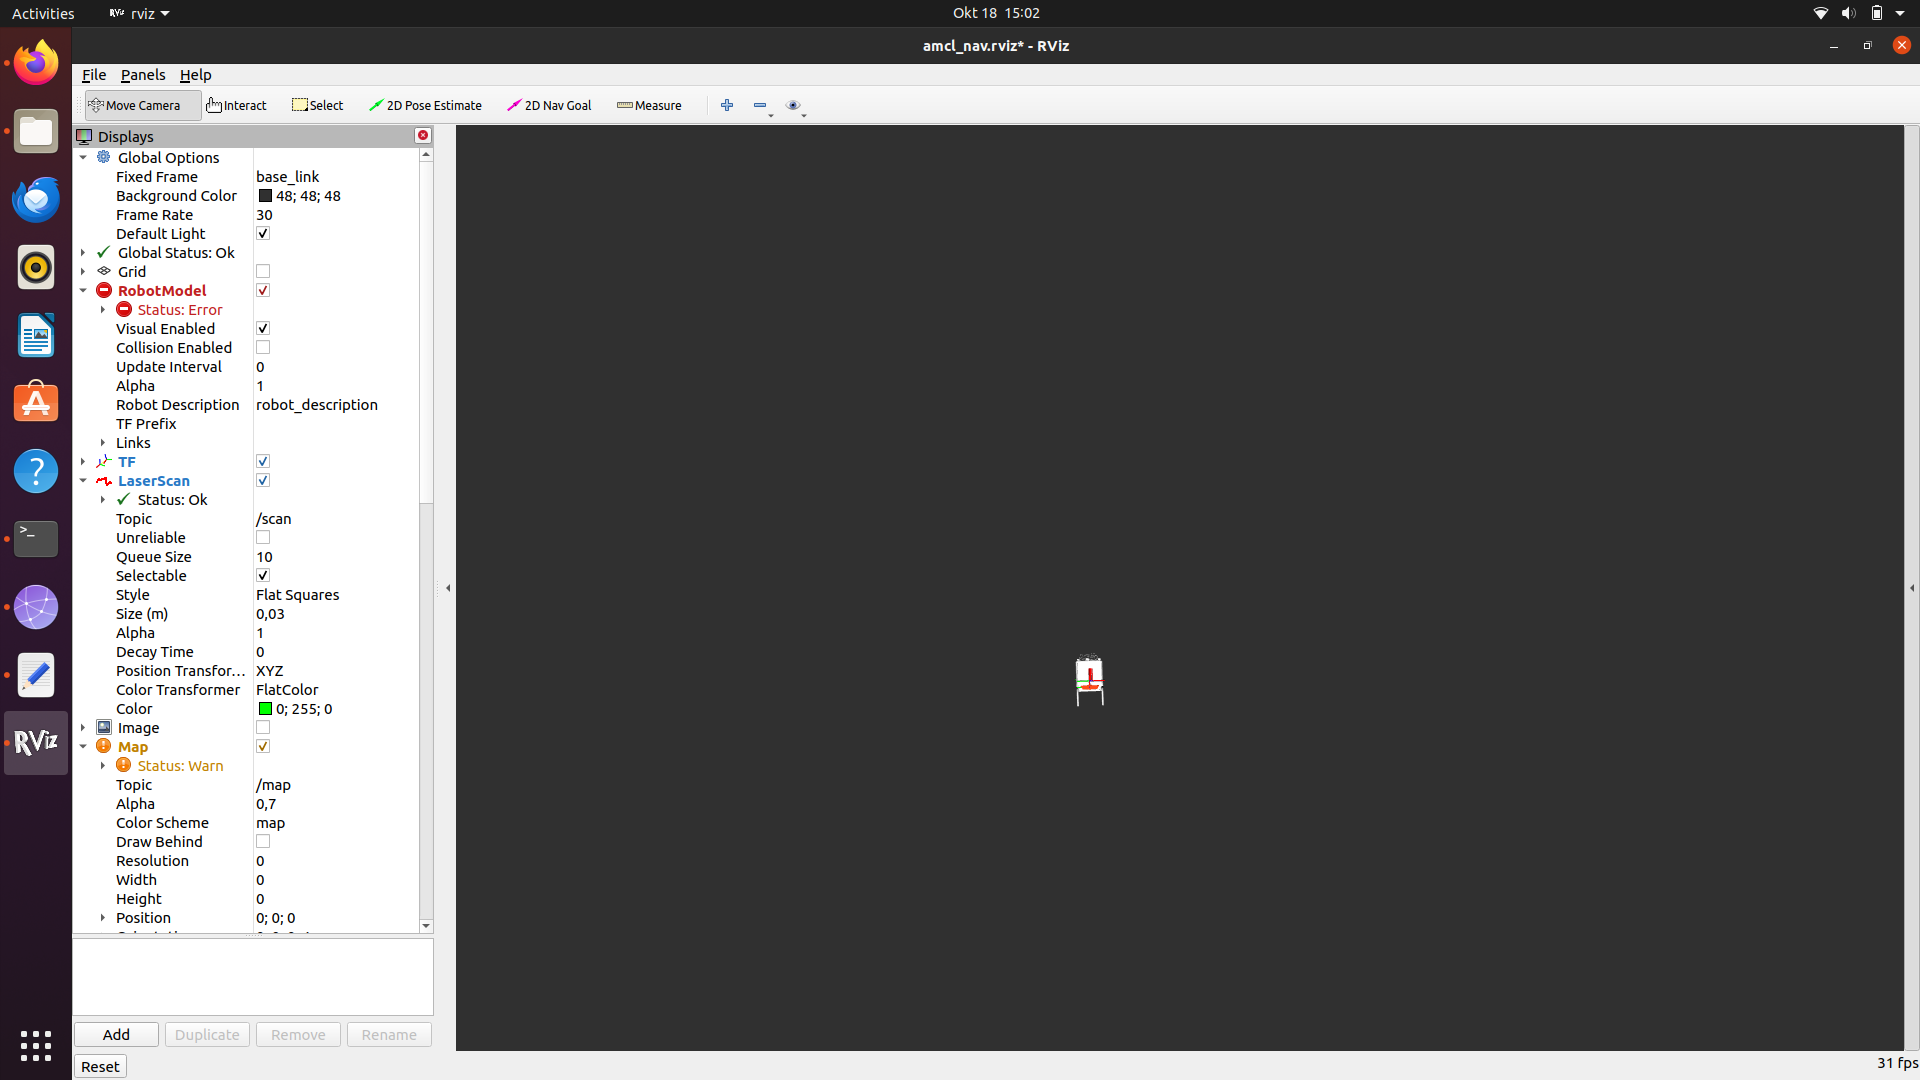 Activities
RViz rviz
Okt 18 15:02
amcl_nav.rviz* - RViz
File Panels Help
Move Camera Interact Select 2D Pose Estimate 2D Nav Goal Measure
Displays
Global Options
Fixed Frame base_link
Background Color 48; 48; 48
Frame Rate 30
Default Light
Global Status: Ok
Grid
RobotModel
Status: Error
Visual Enabled
Collision Enabled
Update Interval 0
Alpha 1
Robot Description robot_description
TF Prefix
Links
TF
LaserScan
Status: Ok
Topic /scan
Unreliable
Queue Size 10
Selectable
Style Flat Squares
Size (m) 0,03
Alpha 1
Decay Time 0
Position Transfor... XYZ
Color Transformer FlatColor
Color 0; 255; 0
Image
Map
Status: Warn
Topic /map
Alpha 0,7
Color Scheme map
Draw Behind
Resolution 0
Width 0
Height 0
Position 0; 0; 0
Add Duplicate Remove Rename
Reset
31 fps
RViz